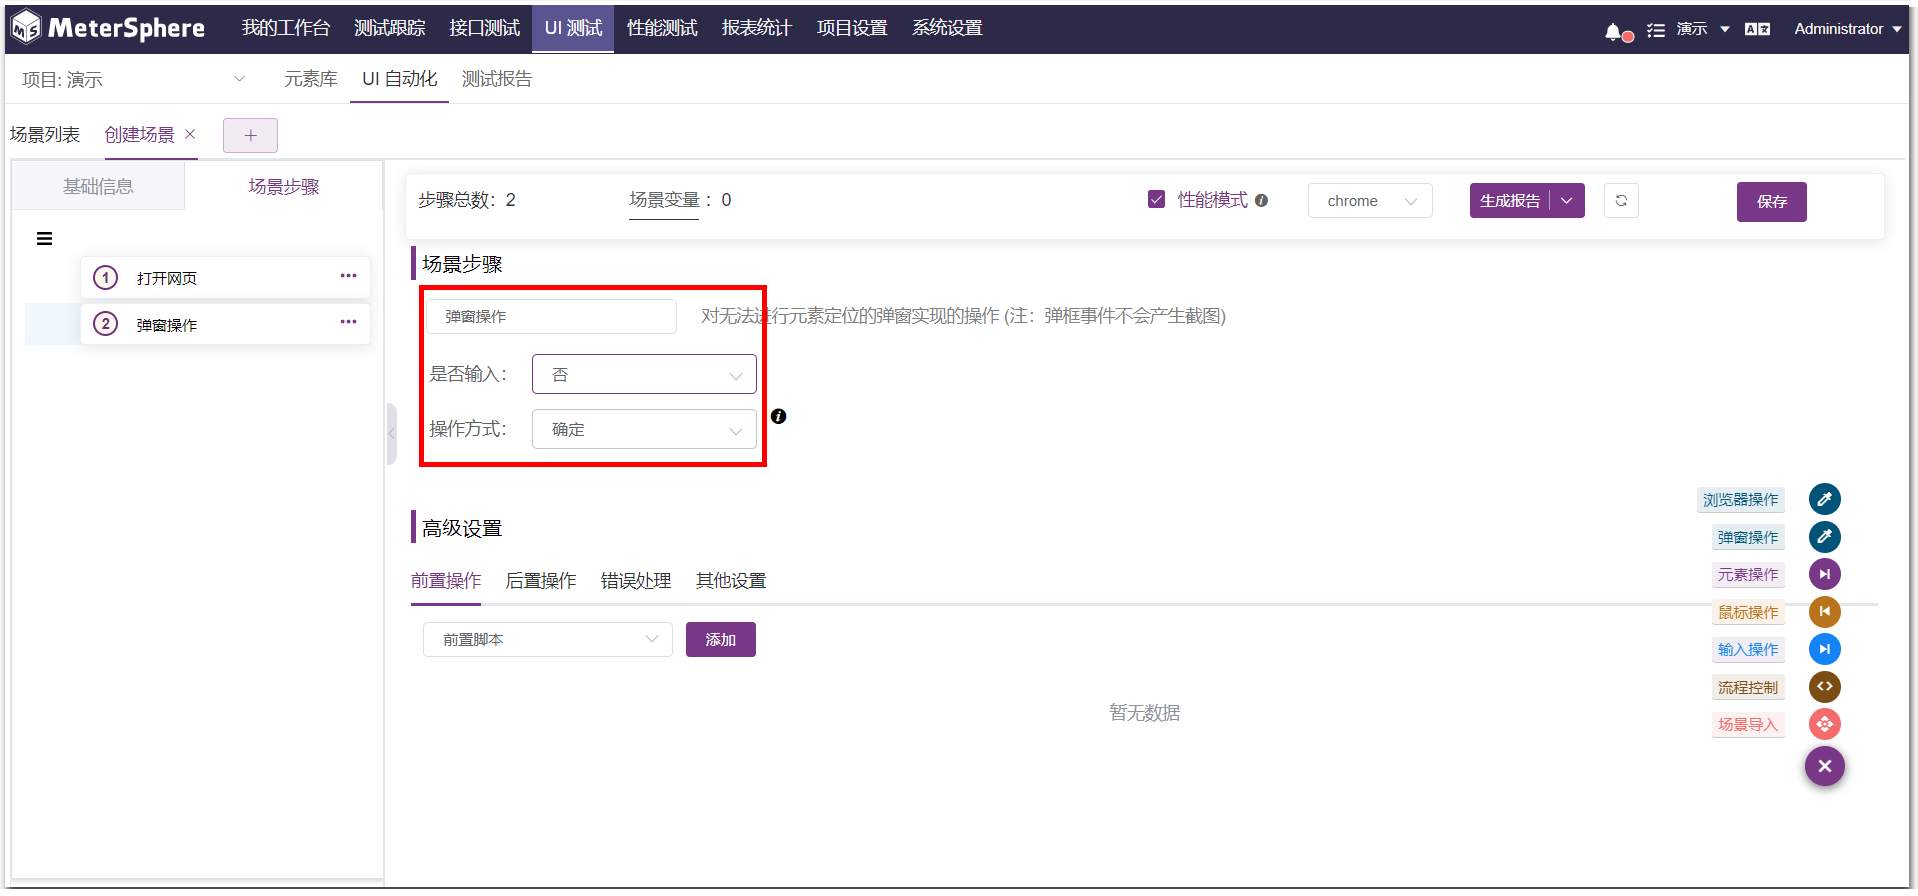 MeterSphere 我的工作台 测试跟踪 接口测试 UI 测试 性能测试 报表统计 项目设置 系统设置 演示 Administrator
项目: 演示 元素库 UI 自动化 测试报告
场景列表 创建场景
基础信息 场景步骤
步骤总数：2 场景变量 ：0 性能模式 chrome 生成报告 保存
1 打开网页
2 弹窗操作
场景步骤
弹窗操作 对无法进行元素定位的弹窗实现的操作 (注：弹框事件不会产生截图)
是否输入： 否
操作方式： 确定
高级设置
前置操作 后置操作 错误处理 其他设置
前置脚本 添加
暂无数据
浏览器操作
弹窗操作
元素操作
鼠标操作
输入操作
流程控制
场景导入